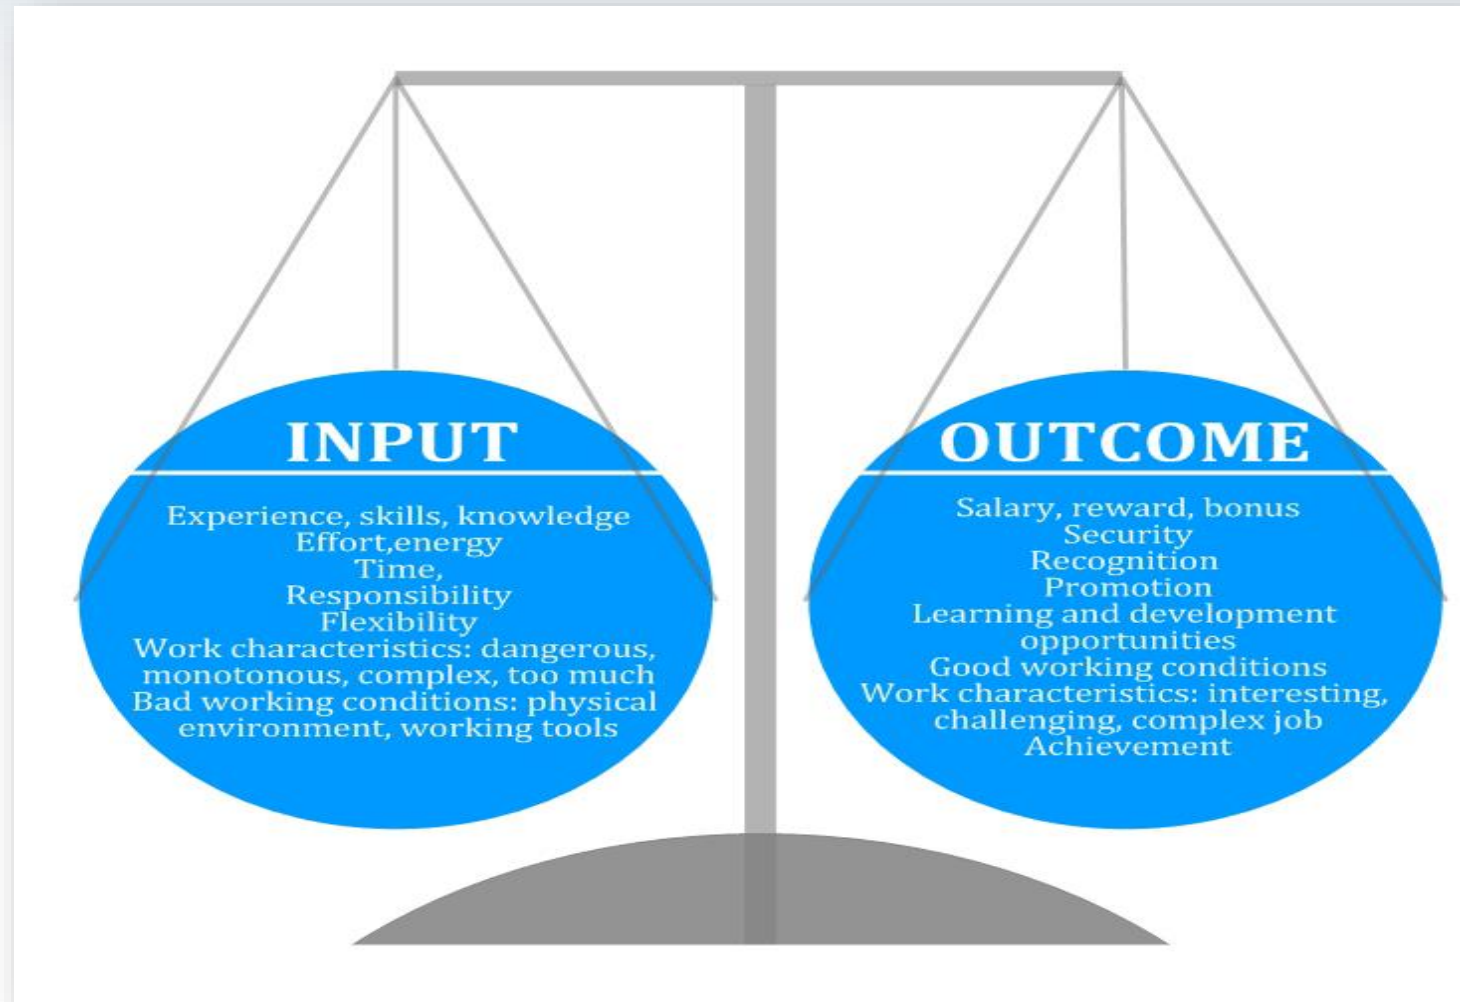 INPUT
Experience, skills, knowledge
Effort,energy
Time,
Responsibility
Flexibility
Work characteristics: dangerous,
monotonous, complex, too much
Bad working conditions: physical
environment, working tools
OUTCOME
Salary, reward, bonus
Security
Recognition
Promotion
Learning and development
opportunities
Good working conditions
Work characteristics: interesting,
challenging, complex job
Achievement